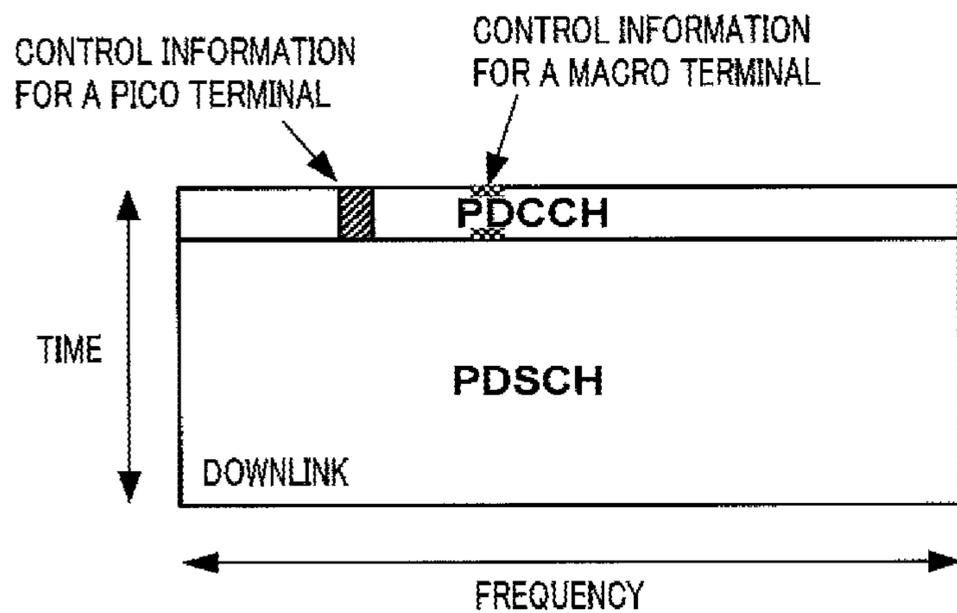 CONTROL INFORMATION
FOR A PICO TERMINAL
CONTROL INFORMATION
FOR A MACRO TERMINAL
PDCCH
TIME
PDSCH
DOWNLINK
FREQUENCY